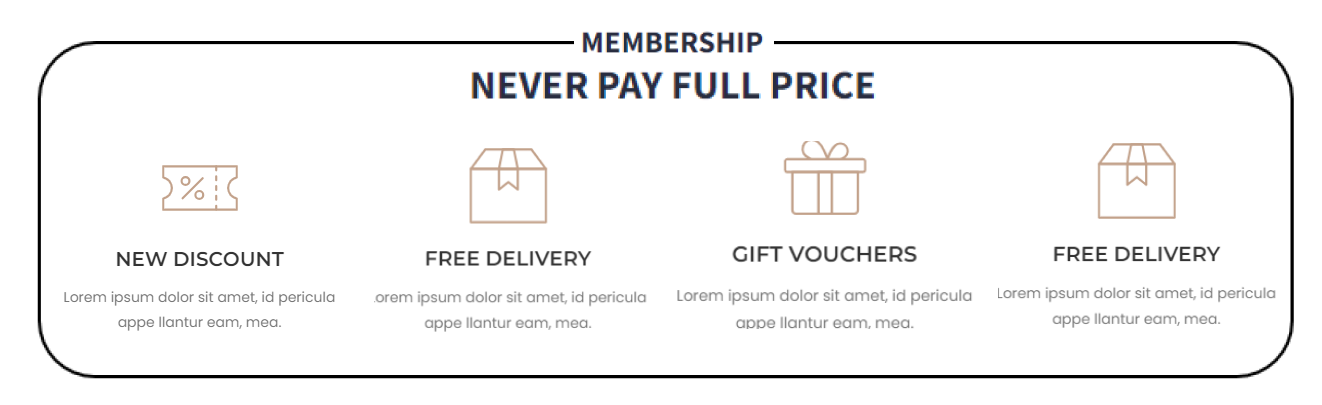 MEMBERSHIP
NEVER PAY FULL PRICE
%
NEW DISCOUNT
Lorem ipsum dolor sit amet, id pericula
appe llantur eam, mea.
FREE DELIVERY
orem ipsum dolor sit amet, id pericula
appe llantur eam, mea.
GIFT VOUCHERS
Lorem ipsum dolor sit amet, id pericula
appe llantur eam, mea.
FREE DELIVERY
Lorem ipsum dolor sit amet, id pericula
appe llantur eam, mea.